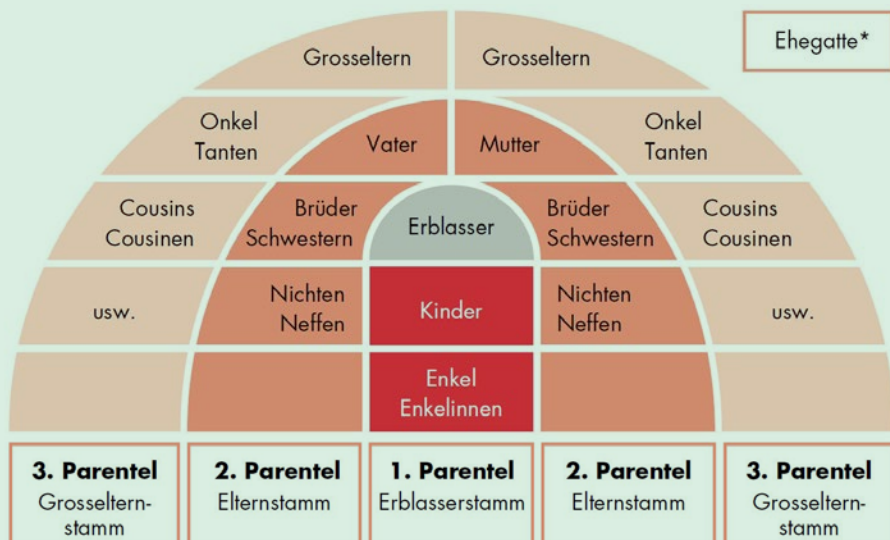 Grosseltern
Grosseltern
Ehegatte*
Onkel
Tanten
Vater
Mutter
Onkel
Tanten
Cousins
Cousinen
Brüder
Schwestern
Erblasser
Brüder
Schwestern
Cousins
Cousinen
usw.
Nichten
Neffen
Kinder
Nichten
Neffen
usw.
Enkel
Enkelinnen
3. Parentel
Grosseltern-
stamm
2. Parentel
Elternstamm
1. Parentel
Erblasserstamm
2. Parentel
Elternstamm
3. Parentel
Grosseltern-
stamm